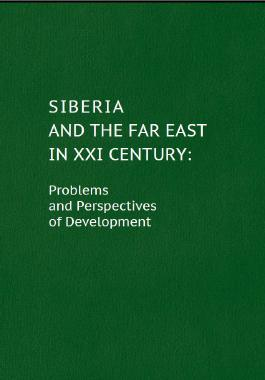 SIBERIA
AND THE FAR EAST
IN XXI CENTURY:
Problems
and Perspectives
of Development